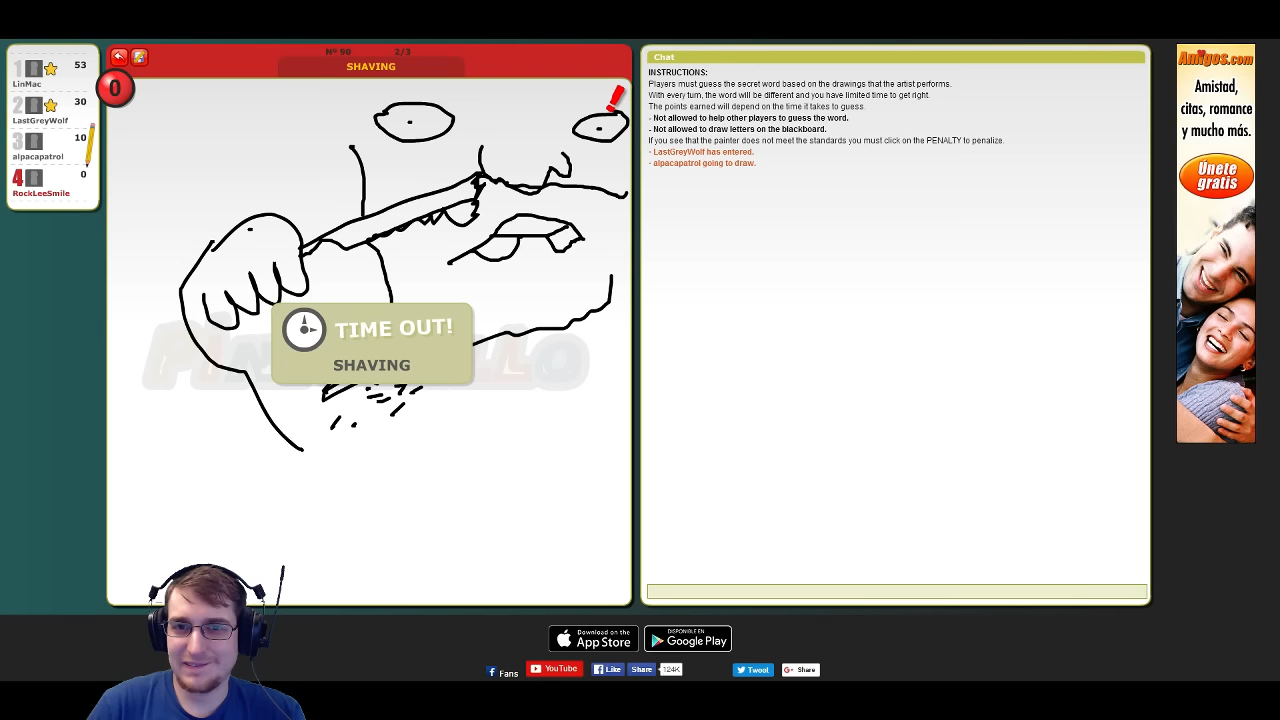 1
53
LinMac
2
30
LastGreyWolf
3
10
alpacapatrol
4
0
RockLeeSmile
Nº 90 2/3
SHAVING
0
TIME OUT!
SHAVING
Chat
INSTRUCTIONS:
Players must guess the secret word based on the drawings that the artist performs.
With every turn, the word will be different and you have limited time to get right.
The points earned will depend on the time it takes to guess.
- Not allowed to help other players to guess the word.
- Not allowed to draw letters on the blackboard.
If you see that the painter does not meet the standards you must click on the PENALTY to penalize.
- LastGreyWolf has entered.
- alpacapatrol going to draw.
Amigos.com
Amistad,
citas, romance
y mucho más.
Únete
gratis
Download on the
App Store
DISPONIBLE EN
Google Play
Fans
YouTube
Like
Share
124K
Tweet
Share